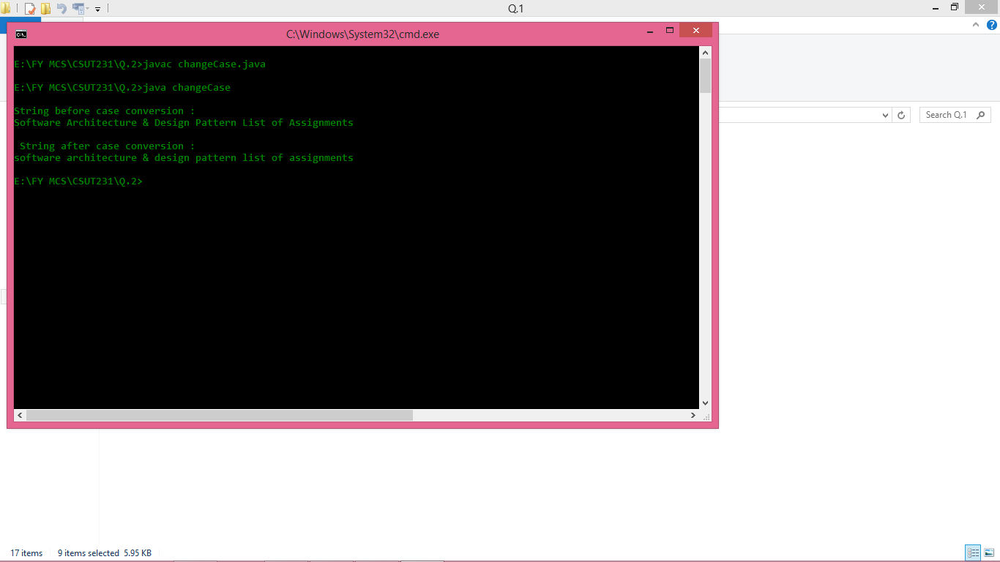 Q.1
C:\Windows\System32\cmd.exe
E:\FY MCS\CSUT231\Q.2>javac changeCase.java
E:\FY MCS\CSUT231\Q.2>java changeCase
String before case conversion :
Software Architecture & Design Pattern List of Assignments
String after case conversion :
software architecture & design pattern list of assignments
E:\FY MCS\CSUT231\Q.2>
Search Q.1
17 items 9 items selected 5.95 KB